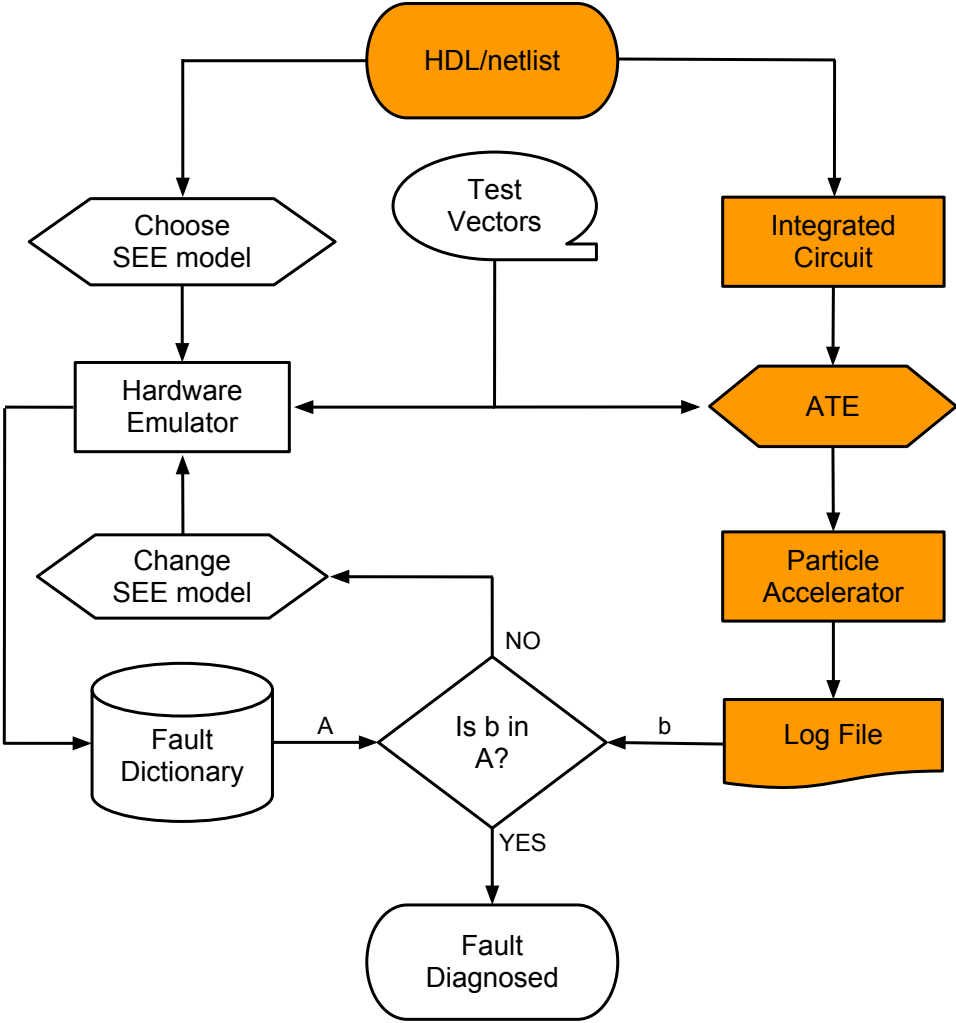 HDL/netlist
Test
Vectors
Choose
SEE model
Integrated
Circuit
Hardware
Emulator
ATE
Change
SEE model
Particle
Accelerator
NO
Fault
Dictionary
A
Is b in
A?
b
Log File
YES
Fault
Diagnosed